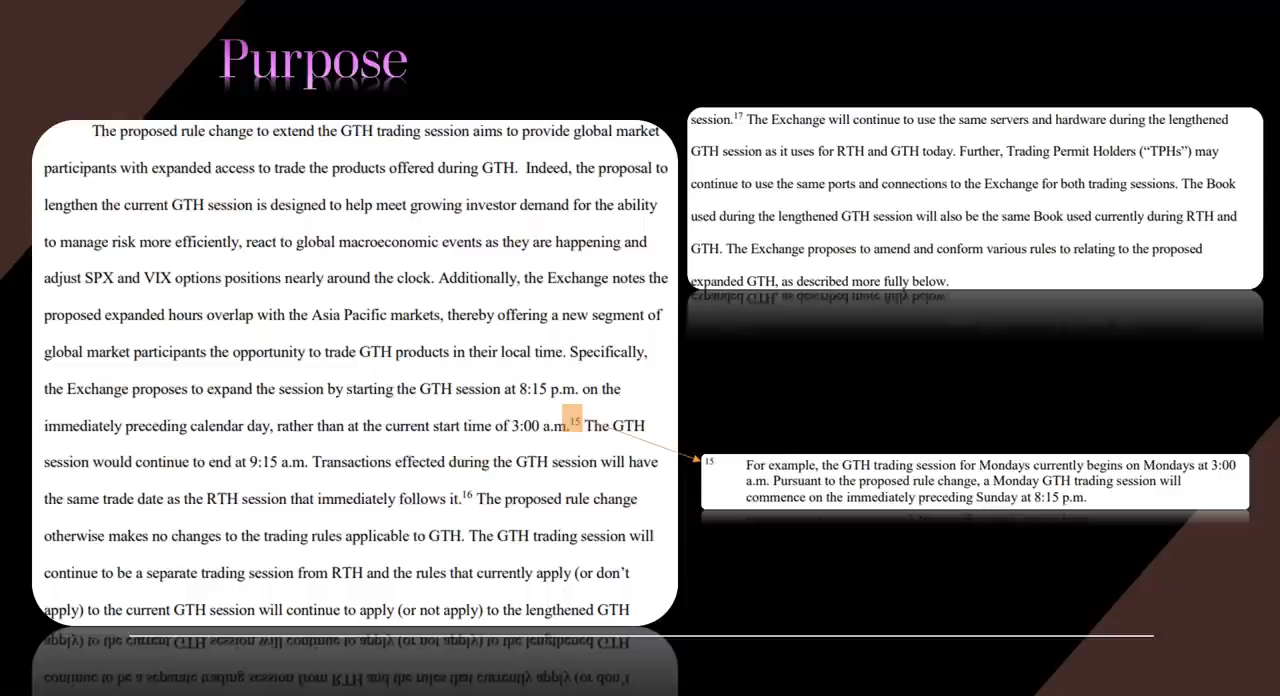 Purpose
The proposed rule change to extend the GTH trading session aims to provide global market
participants with expanded access to trade the products offered during GTH.  Indeed, the proposal to
lengthen the current GTH session is designed to help meet growing investor demand for the ability
to manage risk more efficiently, react to global macroeconomic events as they are happening and
adjust SPX and VIX options positions nearly around the clock. Additionally, the Exchange notes the
proposed expanded hours overlap with the Asia Pacific markets, thereby offering a new segment of
global market participants the opportunity to trade GTH products in their local time. Specifically,
the Exchange proposes to expand the session by starting the GTH session at 8:15 p.m. on the
immediately preceding calendar day, rather than at the current start time of 3:00 a.m.15 The GTH
session would continue to end at 9:15 a.m. Transactions effected during the GTH session will have
the same trade date as the RTH session that immediately follows it.16 The proposed rule change
otherwise makes no changes to the trading rules applicable to GTH. The GTH trading session will
continue to be a separate trading session from RTH and the rules that currently apply (or don’t
apply) to the current GTH session will continue to apply (or not apply) to the lengthened GTH
session.17 The Exchange will continue to use the same servers and hardware during the lengthened
GTH session as it uses for RTH and GTH today. Further, Trading Permit Holders (“TPHs”) may
continue to use the same ports and connections to the Exchange for both trading sessions. The Book
used during the lengthened GTH session will also be the same Book used currently during RTH and
GTH. The Exchange proposes to amend and conform various rules to relating to the proposed
expanded GTH, as described more fully below.
15 For example, the GTH trading session for Mondays currently begins on Mondays at 3:00
a.m. Pursuant to the proposed rule change, a Monday GTH trading session will
commence on the immediately preceding Sunday at 8:15 p.m.